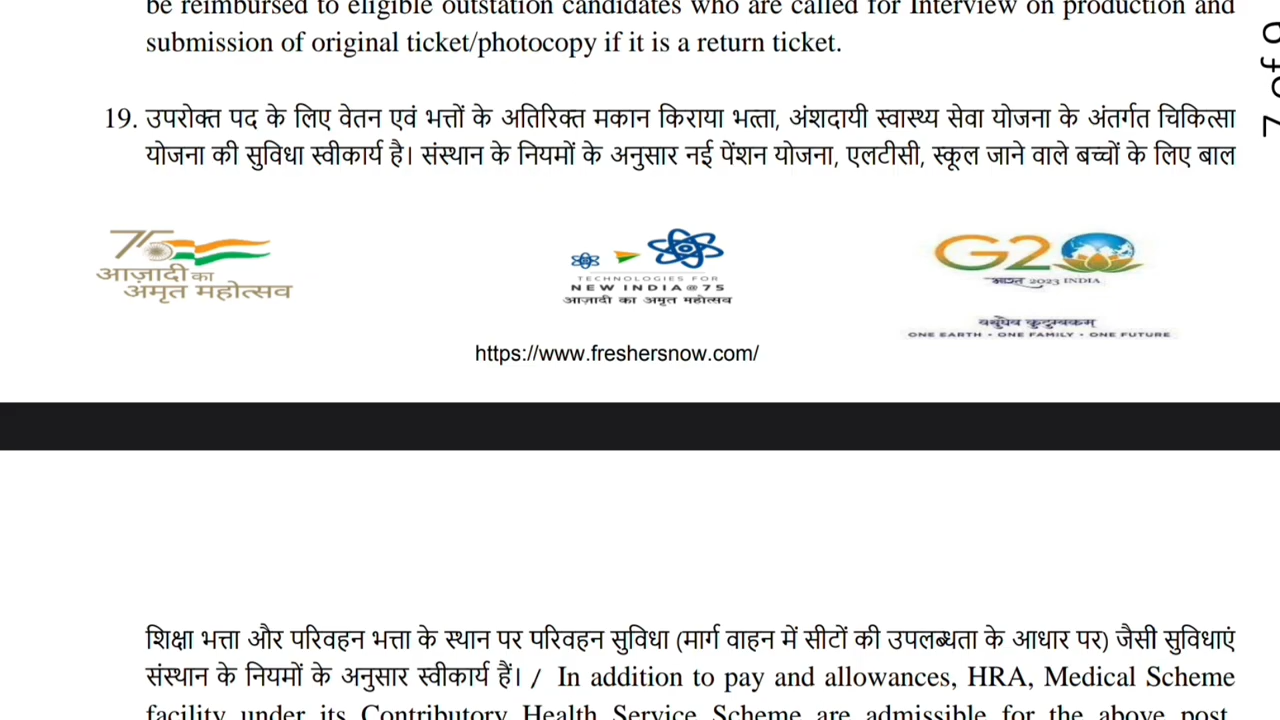 be reimbursed to eligible outstation candidates who are called for Interview on production and
submission of original ticket/photocopy if it is a return ticket.
7 of 9
19. उपरोक्त पद के लिए वेतन एवं भत्तों के अतिरिक्त मकान किराया भत्ता, अंशदायी स्वास्थ्य सेवा योजना के अंतर्गत चिकित्सा
योजना की सुविधा स्वीकार्य है। संस्थान के नियमों के अनुसार नई पेंशन योजना, एलटीसी, स्कूल जाने वाले बच्चों के लिए बाल
75
आज़ादी का
अमृत महोत्सव
TECHNOLOGIES FOR
NEW INDIA@75
आज़ादी का अमृत महोत्सव
G20
भारत 2023 INDIA
वसुधैव कुटुम्बकम्
ONE EARTH • ONE FAMILY • ONE FUTURE
https://www.freshersnow.com/
शिक्षा भत्ता और परिवहन भत्ता के स्थान पर परिवहन सुविधा (मार्ग वाहन में सीटों की उपलब्धता के आधार पर) जैसी सुविधाएं
संस्थान के नियमों के अनुसार स्वीकार्य हैं। / In addition to pay and allowances, HRA, Medical Scheme
facility under its Contributory Health Service Scheme are admissible for the above post.